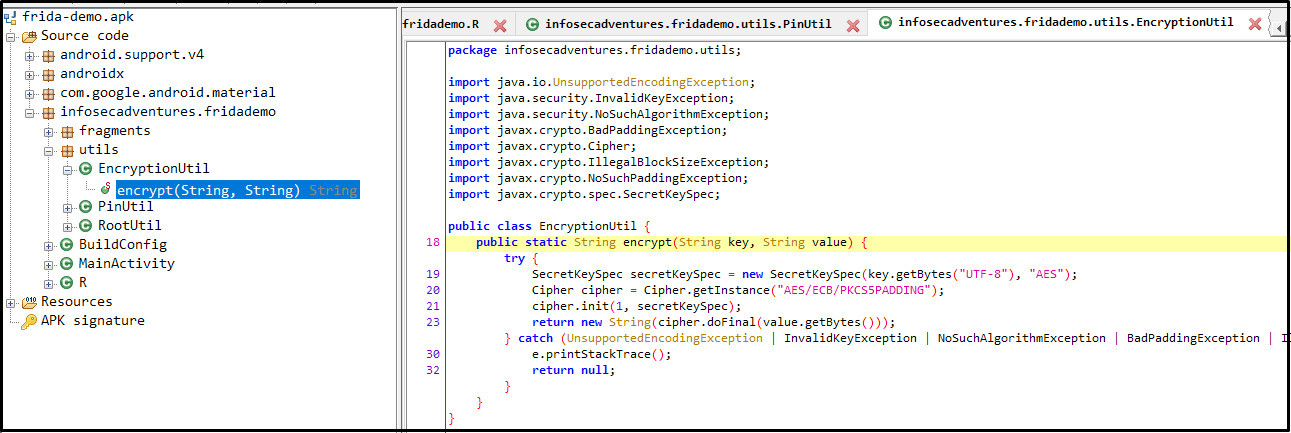 frida-demo.apk
Source code
android.support.v4
androidx
com.google.android.material
infosecadventures.fridademo
fragments
utils
EncryptionUtil
encrypt(String, String) String
PinUtil
RootUtil
BuildConfig
MainActivity
R
Resources
APK signature
fridademo.R
infosecadventures.fridademo.utils.PinUtil
infosecadventures.fridademo.utils.EncryptionUtil
package infosecadventures.fridademo.utils;
import java.io.UnsupportedEncodingException;
import java.security.InvalidKeyException;
import java.security.NoSuchAlgorithmException;
import javax.crypto.BadPaddingException;
import javax.crypto.Cipher;
import javax.crypto.IllegalBlockSizeException;
import javax.crypto.NoSuchPaddingException;
import javax.crypto.spec.SecretKeySpec;
public class EncryptionUtil {
18 public static String encrypt(String key, String value) {
try {
19 SecretKeySpec secretKeySpec = new SecretKeySpec(key.getBytes("UTF-8"), "AES");
20 Cipher cipher = Cipher.getInstance("AES/ECB/PKCS5PADDING");
21 cipher.init(1, secretKeySpec);
23 return new String(cipher.doFinal(value.getBytes()));
} catch (UnsupportedEncodingException | InvalidKeyException | NoSuchAlgorithmException | BadPaddingException |
30 e.printStackTrace();
32 return null;
}
}
}